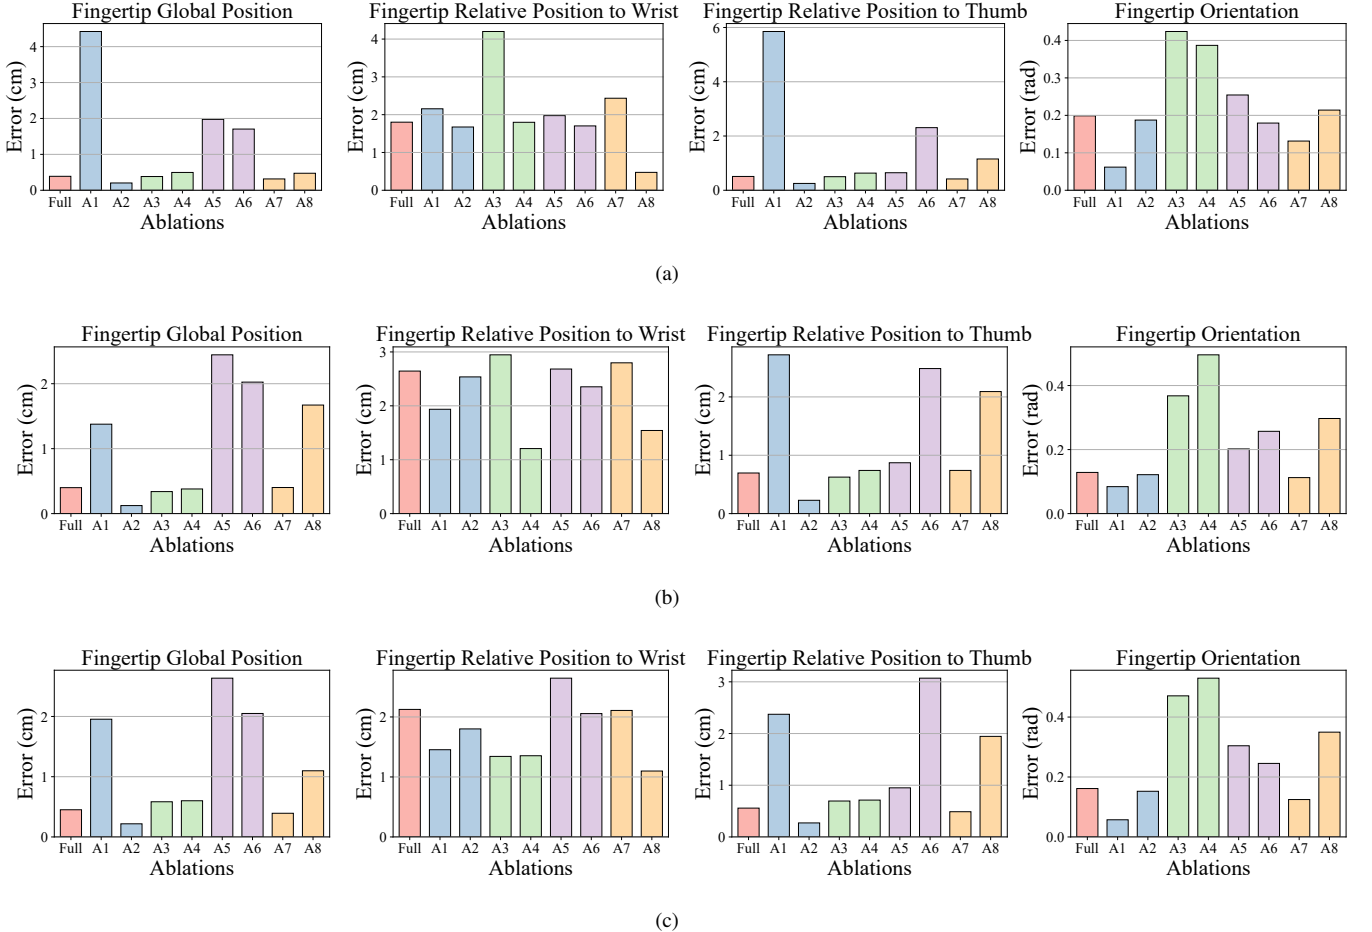 Fingertip Global Position
Error (cm)
4
3
2
1
0
Full A1 A2 A3 A4 A5 A6 A7 A8
Ablations
Fingertip Relative Position to Wrist
Error (cm)
4
3
2
1
0
Full A1 A2 A3 A4 A5 A6 A7 A8
Ablations
Fingertip Relative Position to Thumb
Error (cm)
6
4
2
0
Full A1 A2 A3 A4 A5 A6 A7 A8
Ablations
Fingertip Orientation
Error (rad)
0.4
0.3
0.2
0.1
0.0
Full A1 A2 A3 A4 A5 A6 A7 A8
Ablations
(a)
Fingertip Global Position
Error (cm)
2
1
0
Full A1 A2 A3 A4 A5 A6 A7 A8
Ablations
Fingertip Relative Position to Wrist
Error (cm)
3
2
1
0
Full A1 A2 A3 A4 A5 A6 A7 A8
Ablations
Fingertip Relative Position to Thumb
Error (cm)
2
1
0
Full A1 A2 A3 A4 A5 A6 A7 A8
Ablations
Fingertip Orientation
Error (rad)
0.4
0.2
0.0
Full A1 A2 A3 A4 A5 A6 A7 A8
Ablations
(b)
Fingertip Global Position
Error (cm)
2
1
0
Full A1 A2 A3 A4 A5 A6 A7 A8
Ablations
Fingertip Relative Position to Wrist
Error (cm)
2
1
0
Full A1 A2 A3 A4 A5 A6 A7 A8
Ablations
Fingertip Relative Position to Thumb
Error (cm)
3
2
1
0
Full A1 A2 A3 A4 A5 A6 A7 A8
Ablations
Fingertip Orientation
Error (rad)
0.4
0.2
0.0
Full A1 A2 A3 A4 A5 A6 A7 A8
Ablations
(c)